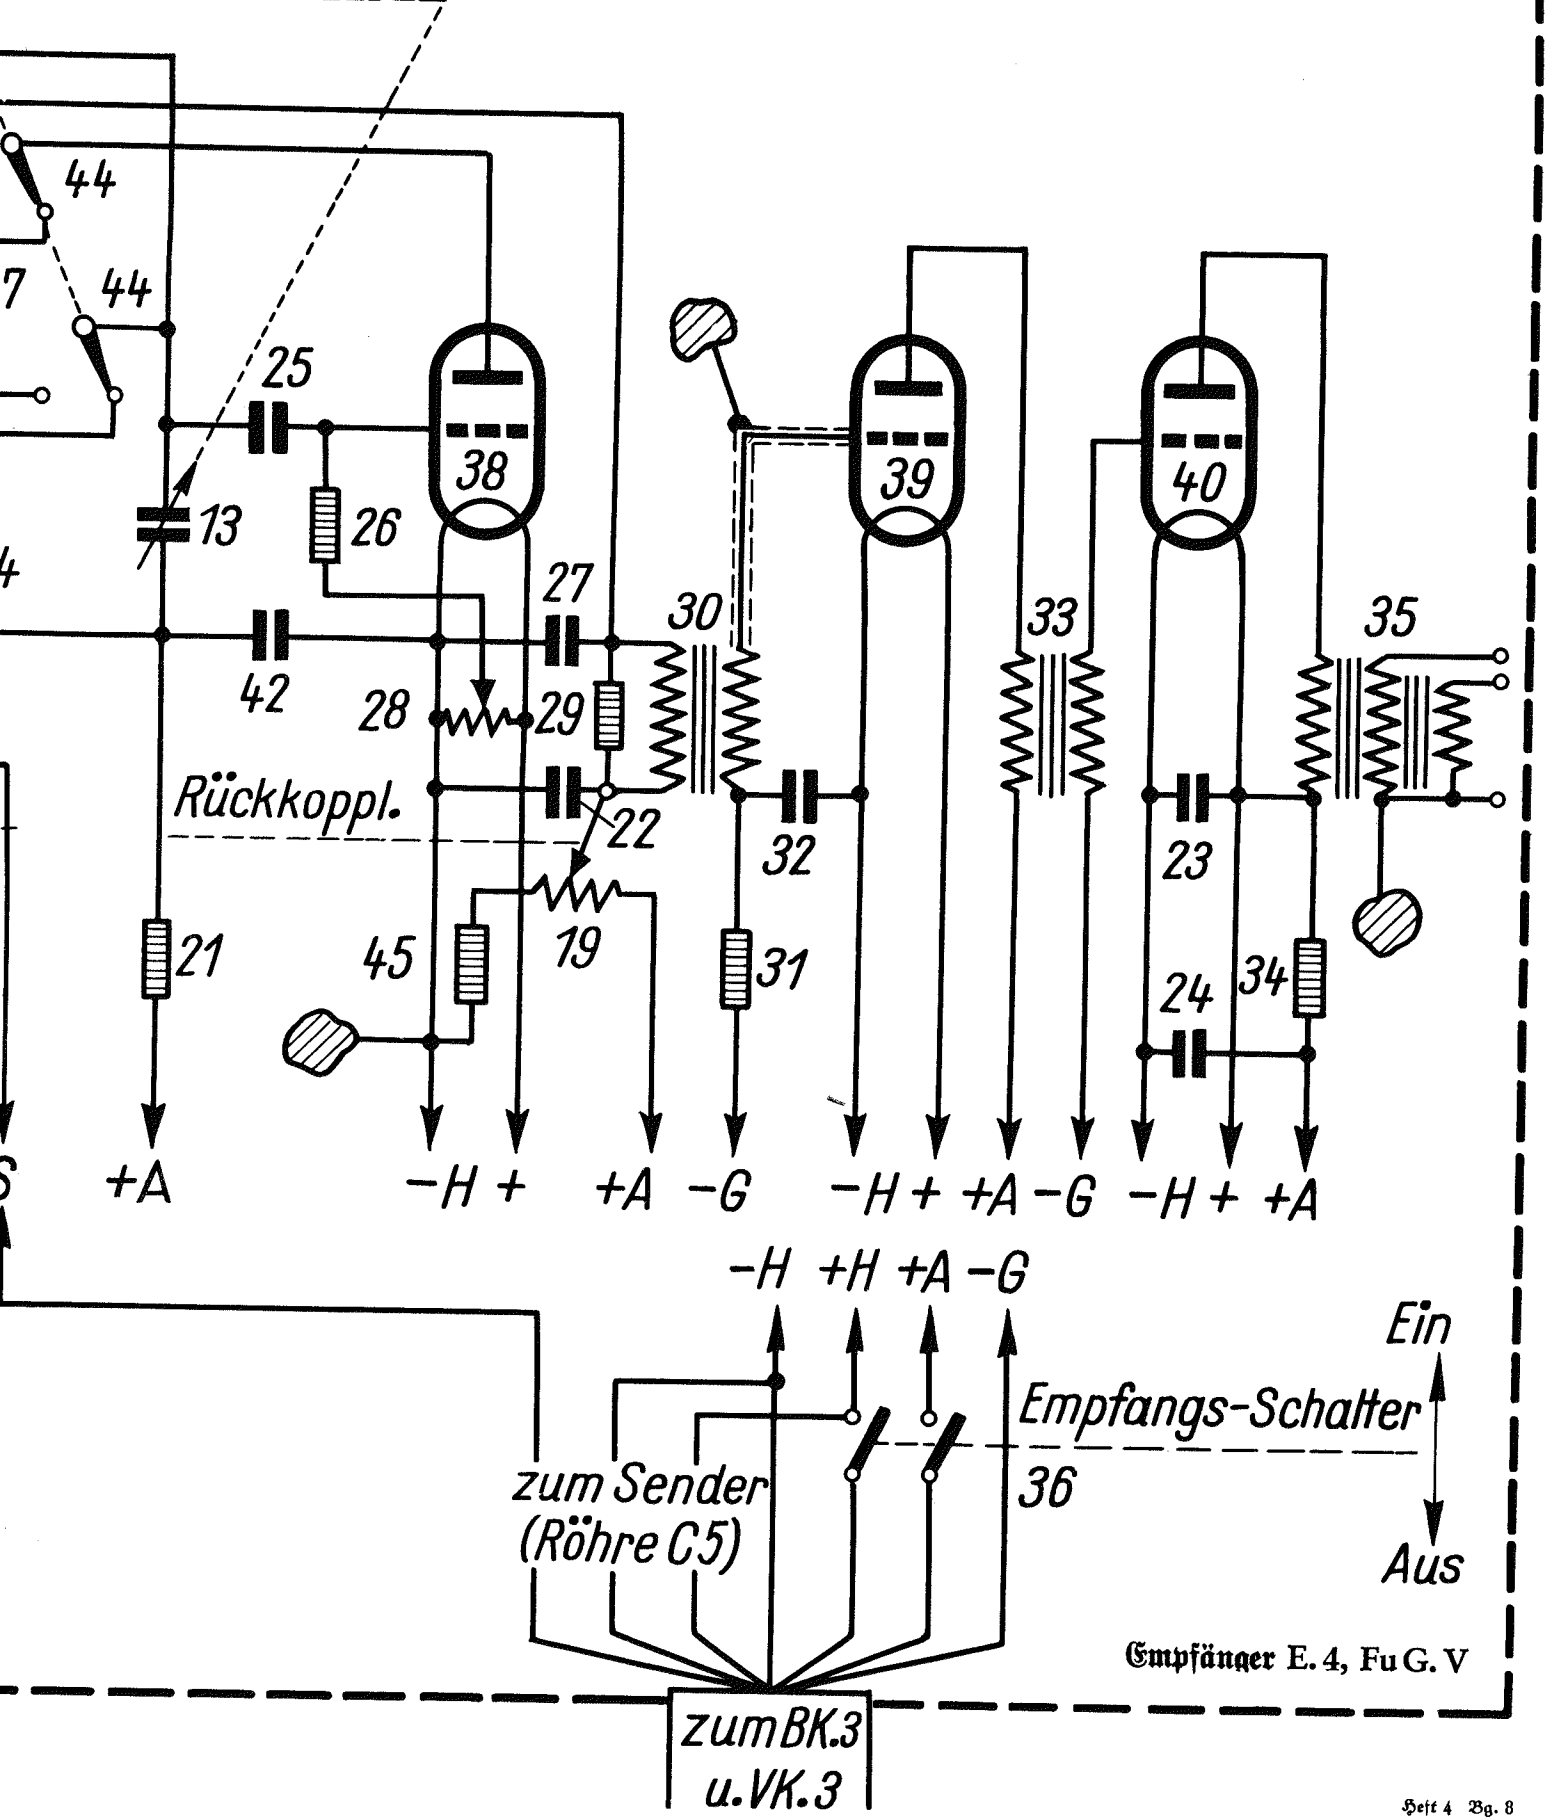 44
7
44
25
38
39
40
13
26
4
27
30
33
35
42
28
29
Rückkoppl.
22
32
23
21
45
19
31
24
34
S
+A
-H +
+A
-G
-H + +A -G
-H + +A
-H +H +A -G
Ein
Empfangs-Schalter
36
zum Sender
(Röhre C5)
Aus
Empfänger E. 4, Fu G. V
zum BK.3
u. VK.3
Heft 4 Bg. 8